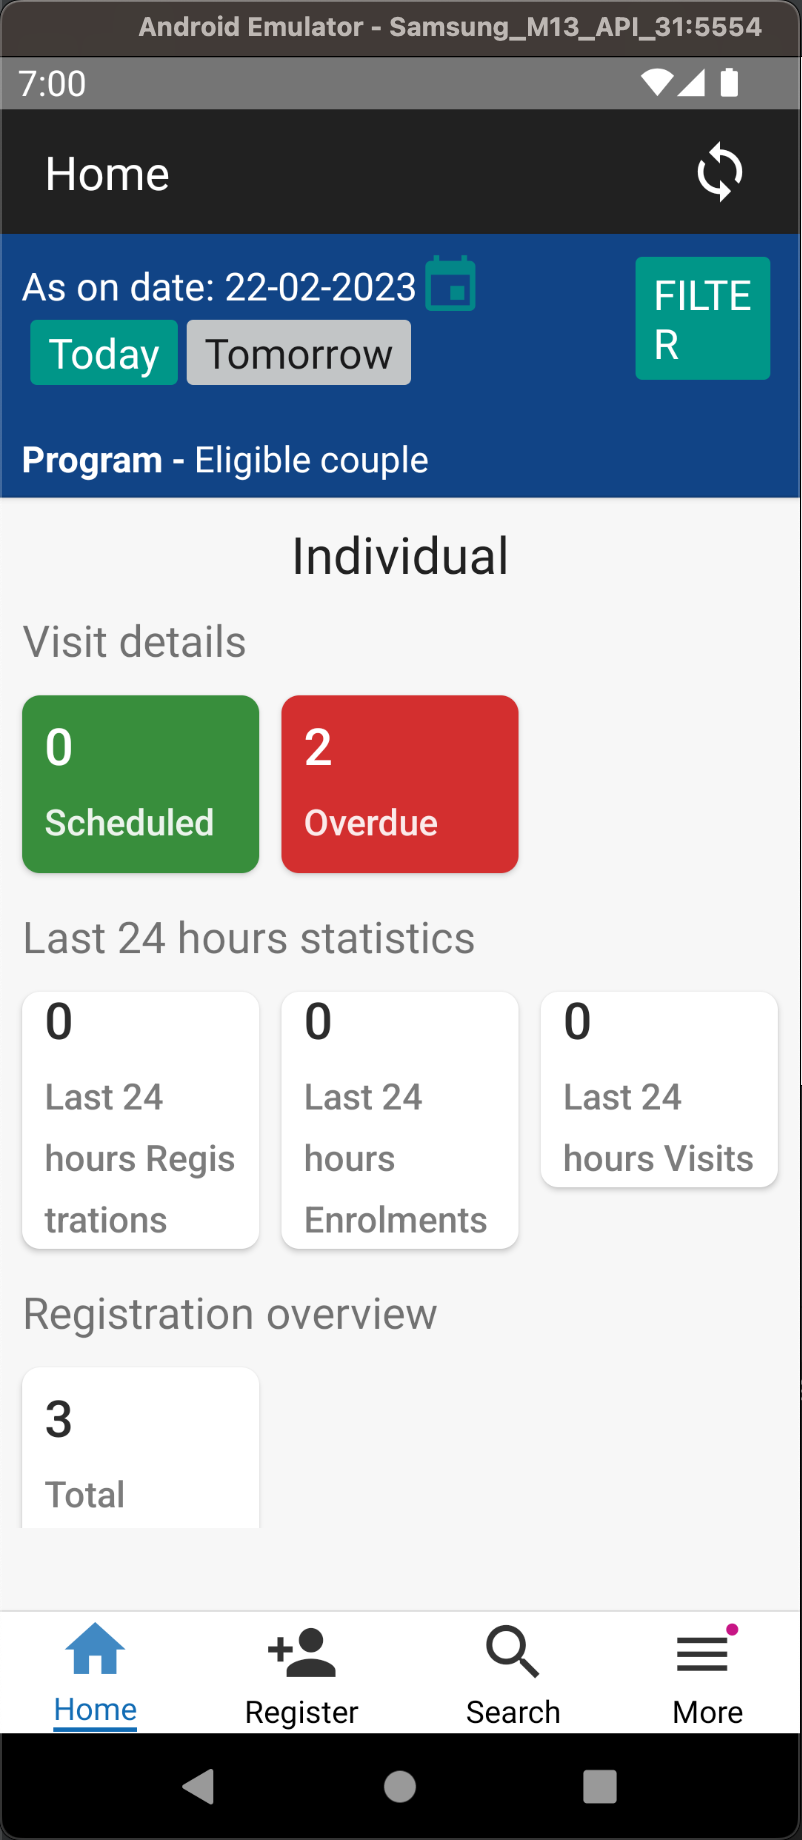 Android Emulator - Samsung_M13_API_31:5554
7:00
Home
As on date: 22-02-2023
Today Tomorrow
FILTE
R
Program - Eligible couple
Individual
Visit details
0
Scheduled
2
Overdue
Last 24 hours statistics
0
Last 24
hours Regis
trations
0
Last 24
hours
Enrolments
0
Last 24
hours Visits
Registration overview
3
Total
Home Register Search More